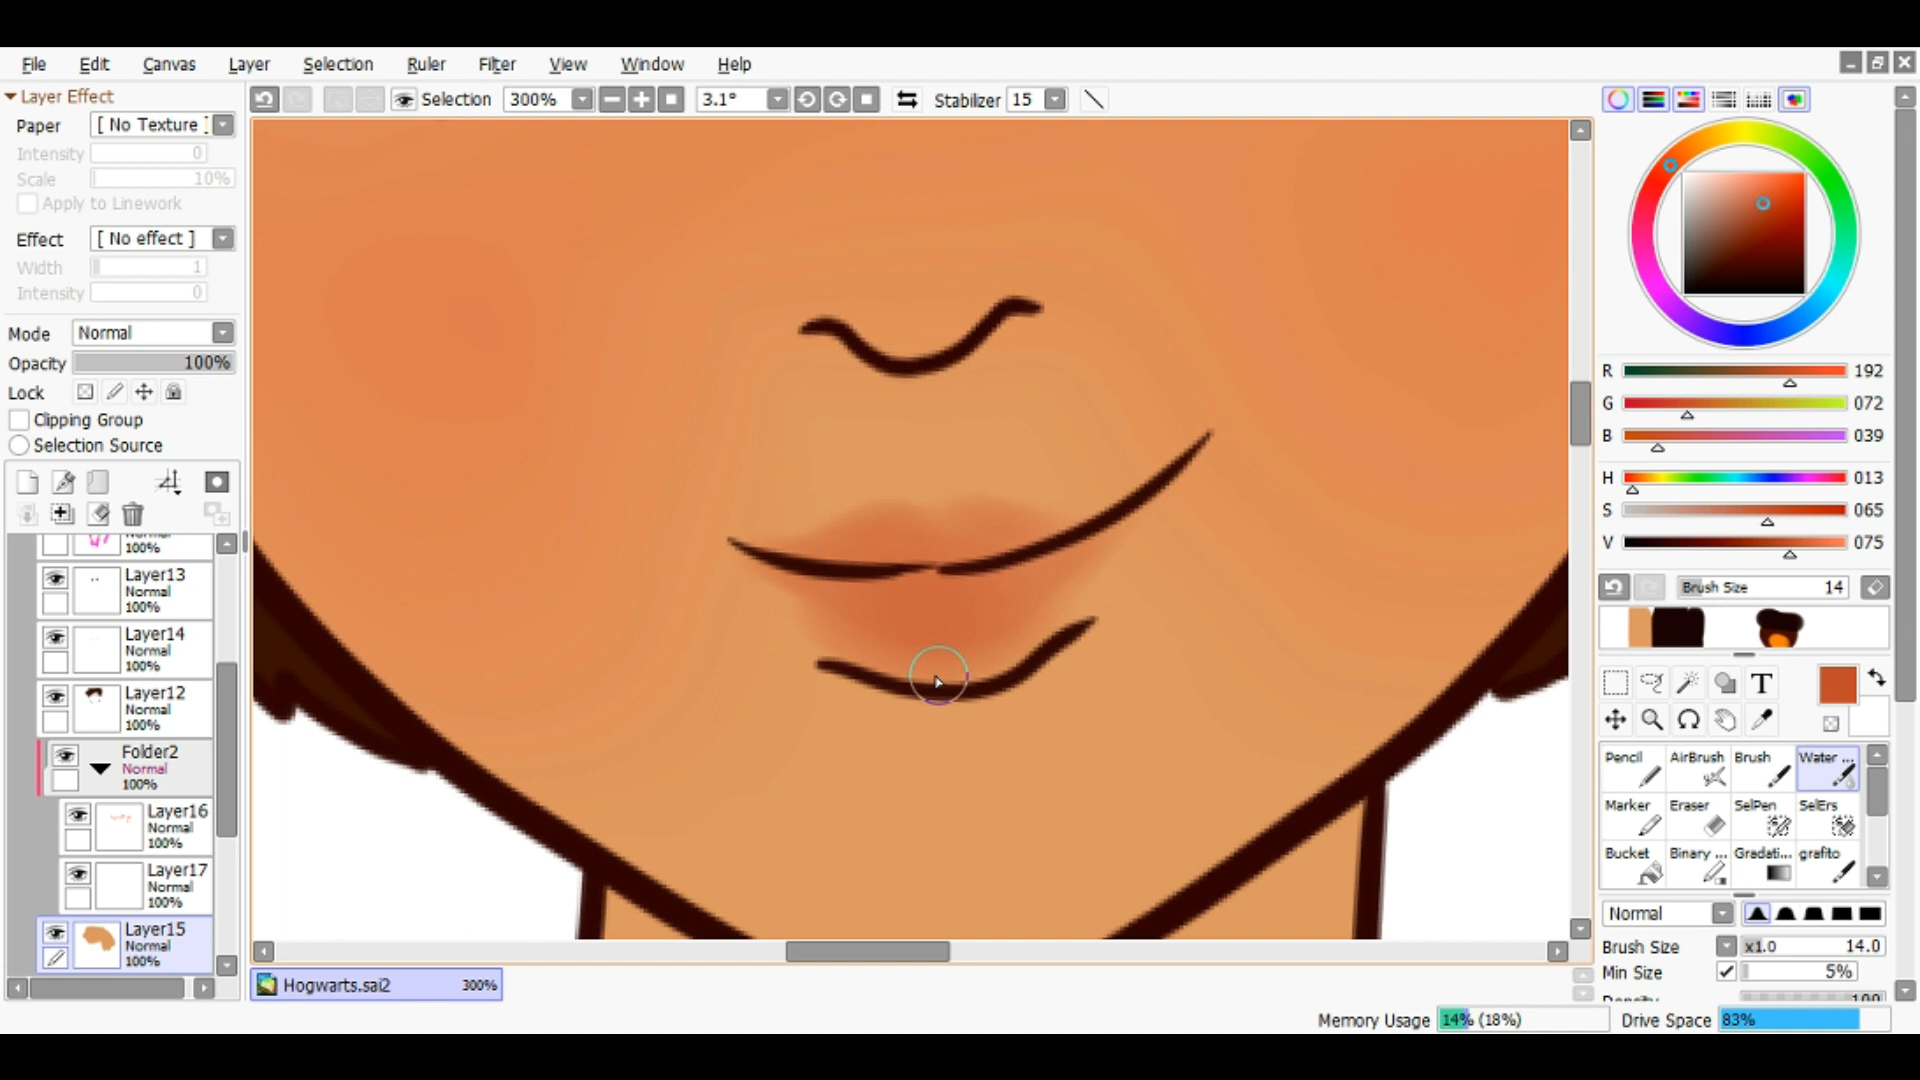 File Edit Canvas Layer Selection Ruler Filter View Window Help
Layer Effect
Paper [ No Texture ]
Intensity 0
Scale 10%
Apply to Linework
Effect [ No effect ]
Width 1
Intensity 0
Mode Normal
Opacity 100%
Lock
Clipping Group
Selection Source
Normal
100%
Layer13
Normal
100%
Layer14
Normal
100%
Layer12
Normal
100%
Folder2
Normal
100%
Layer16
Normal
100%
Layer17
Normal
100%
Layer15
Normal
100%
Selection 300% 3.1° Stabilizer 15
Hogwarts.sai2 300%
R 192
G 072
B 039
H 013
S 065
V 075
Brush Size 14
T
Pencil AirBrush Brush Water ...
Marker Eraser SelPen SelErs
Bucket Binary ... Gradati... grafito
Normal
Brush Size x1.0 14.0
Min Size 5%
Density 100
Memory Usage 14% (18%) Drive Space 83%